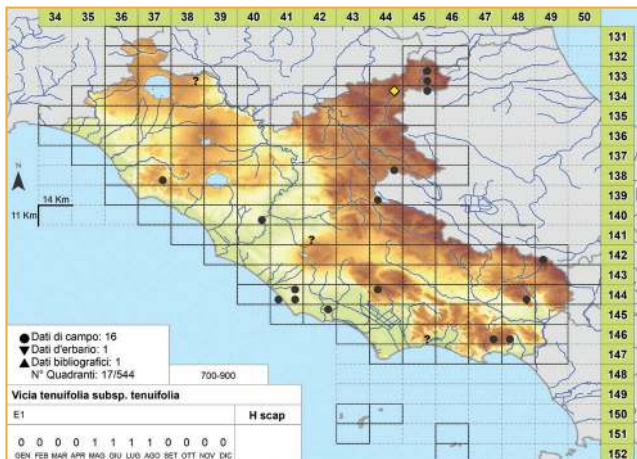 34 35 36 37 38 39 40 41 42 43 44 45 46 47 48 49 50
131
132
?
133
134
135
136
137
N
138
14 Km
139
11 Km
140
?
141
142
143
144
145
Dati di campo: 16
146
?
Dati d'erbario: 1
147
Dati bibliografici: 1
N° Quadranti: 17/544
700-900
148
149
Vicia tenuifolia subsp. tenuifolia
E1
H scap
150
151
0 0 0 0 1 1 1 1 0 0 0 0
GEN FEB MAR APR MAG GIU LUG AGO SET OTT NOV DIC
152